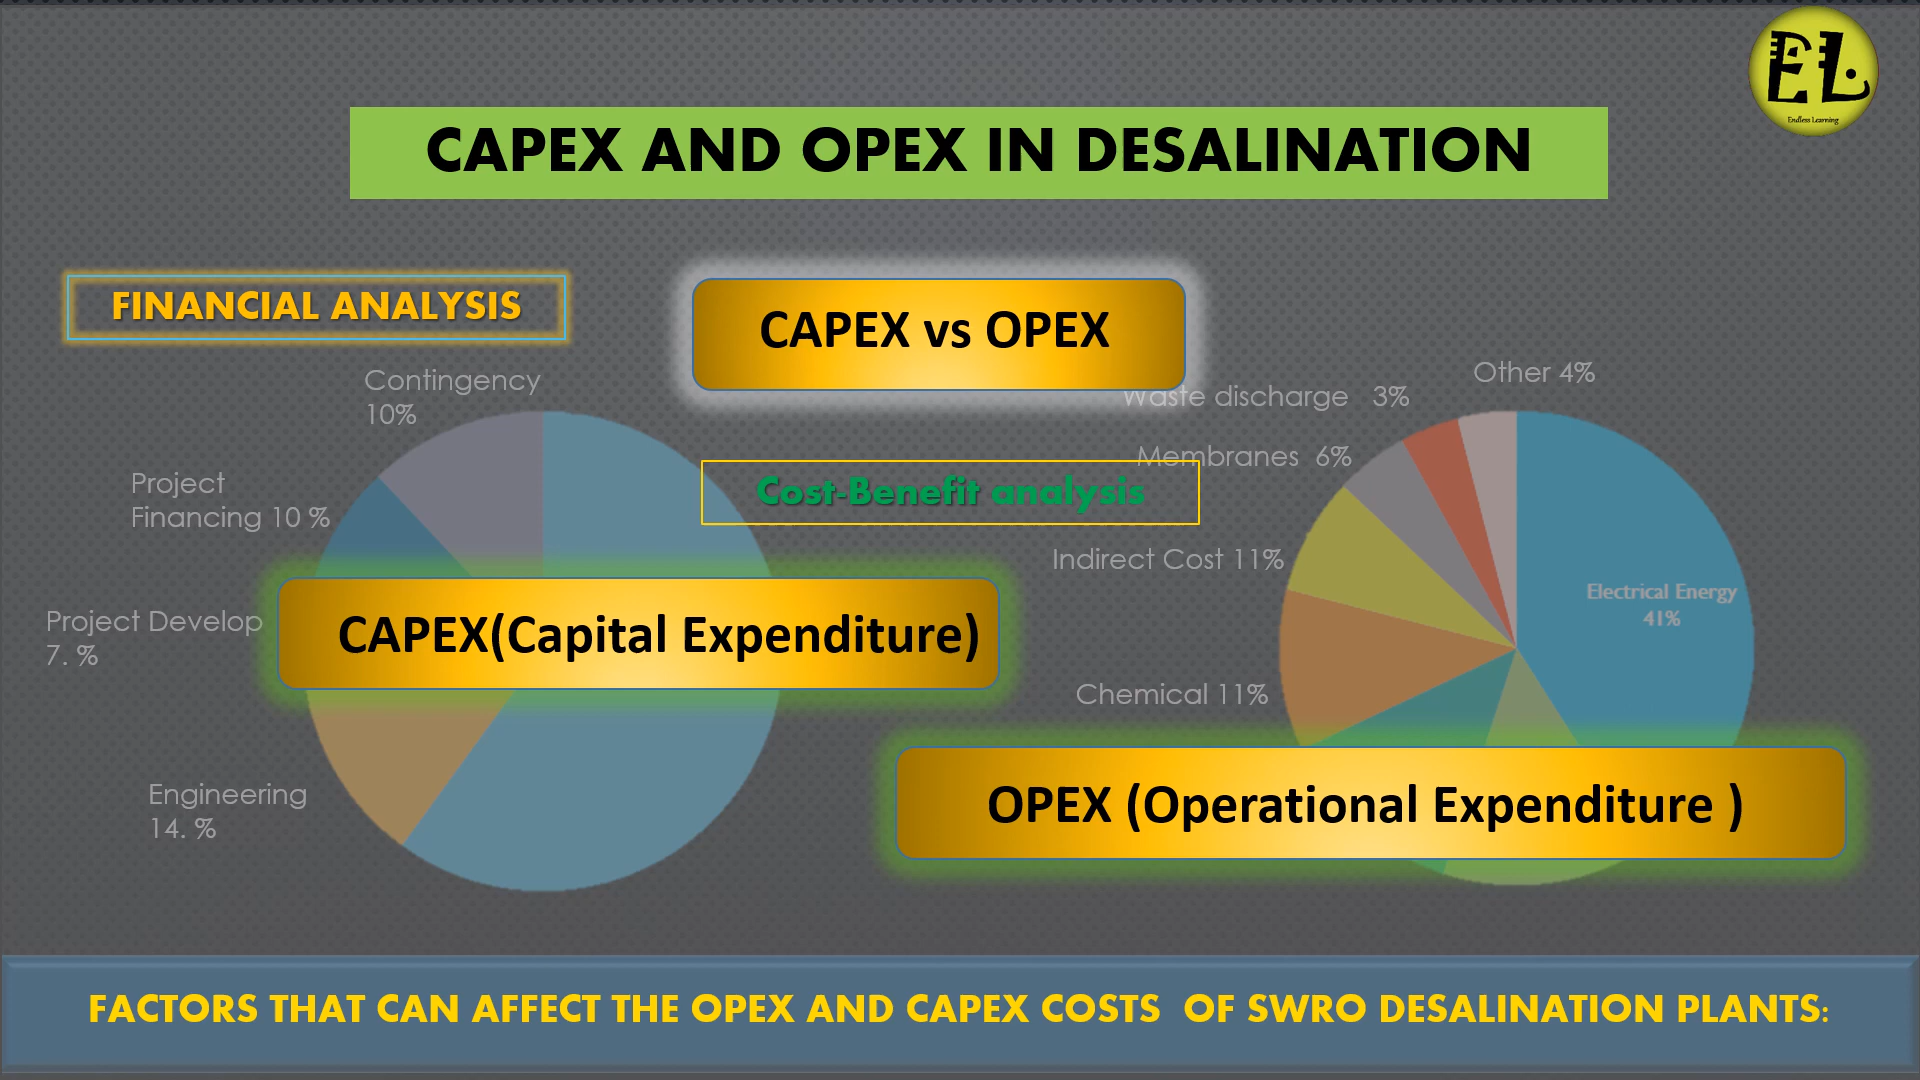 EL
Endless Learning
CAPEX AND OPEX IN DESALINATION
FINANCIAL ANALYSIS
CAPEX vs OPEX
Contingency
10%
Waste discharge 3%
Other 4%
Membranes 6%
Project
Financing 10 %
Cost-Benefit analysis
Indirect Cost 11%
Electrical Energy
41%
Project Develop
7. %
CAPEX(Capital Expenditure)
Chemical 11%
Engineering
14. %
OPEX (Operational Expenditure )
FACTORS THAT CAN AFFECT THE OPEX AND CAPEX COSTS OF SWRO DESALINATION PLANTS: